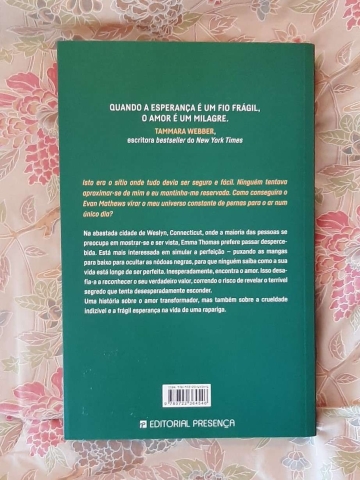 QUANDO A ESPERANÇA É UM FIO FRÁGIL,
O AMOR É UM MILAGRE.
TAMMARA WEBBER,
escritora bestseller do New York Times
Isto era o sítio onde tudo devia ser seguro e fácil. Ninguém tentava
aproximar-se de mim e eu mantinha-me reservada. Como conseguira o
Evan Mathews virar o meu universo constante de pernas para o ar num
único dia?
Na abastada cidade de Weslyn, Connecticut, onde a maioria das pessoas se
preocupa em mostrar-se e ser vista, Emma Thomas prefere passar desperce-
bida. Está mais interessada em simular a perfeição – puxando as mangas
para baixo para ocultar as nódoas negras, para que ninguém saiba como a sua
vida está longe de ser perfeita. Inesperadamente, encontra o amor. Isso desa-
fia-a a reconhecer o seu verdadeiro valor, correndo o risco de revelar o terrível
segredo que tenta desesperadamente esconder.
Uma história sobre o amor transformador, mas também sobre a crueldade
indizível e a frágil esperança na vida de uma rapariga.
EDITORIAL PRESENÇA